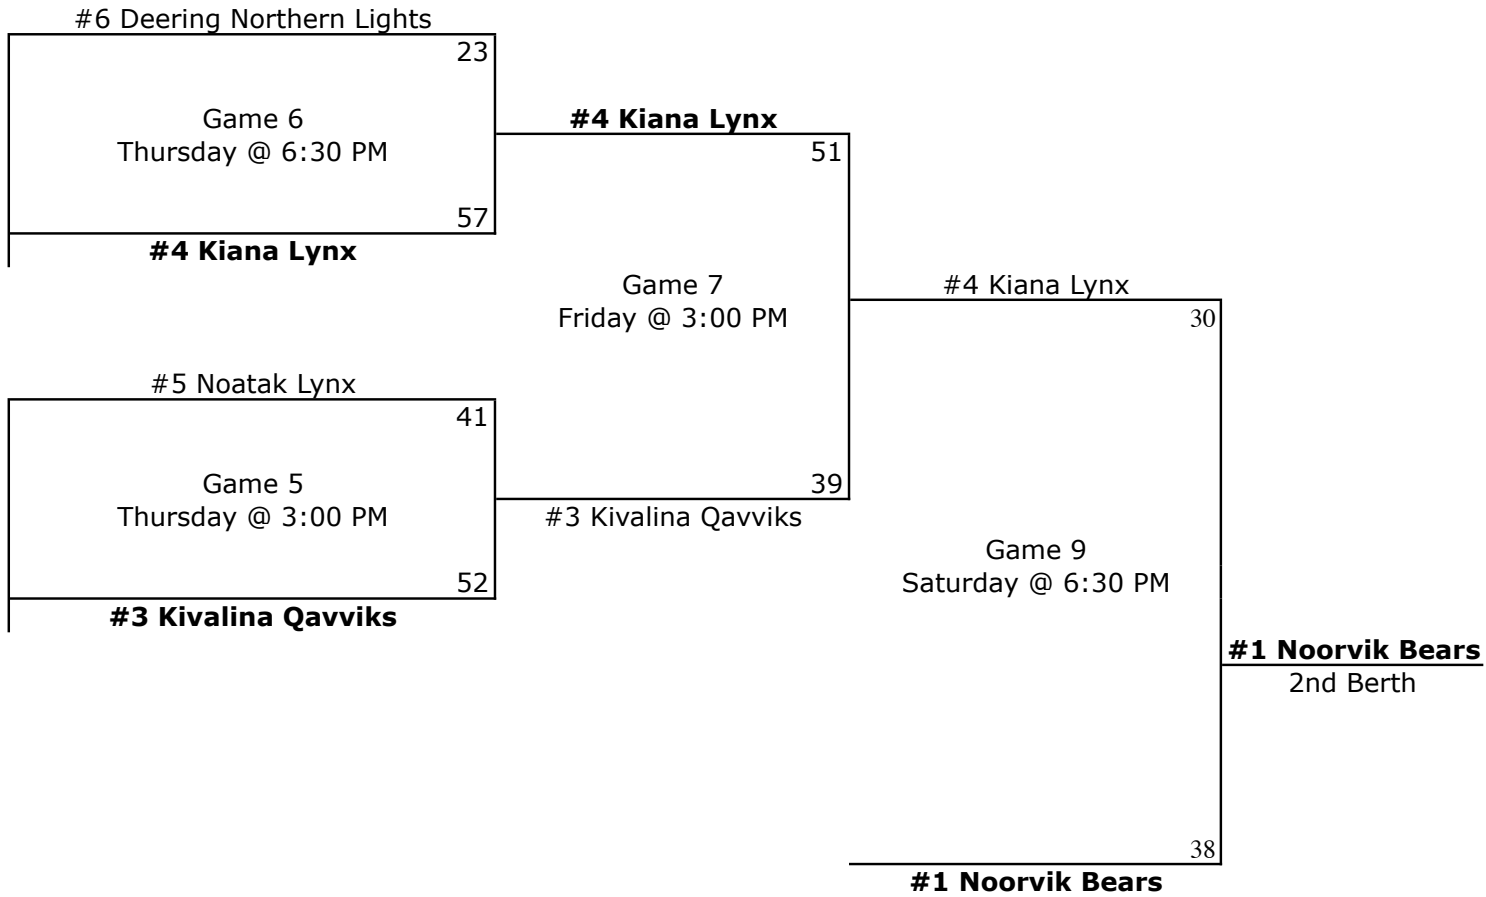 #6 Deering Northern Lights
23
Game 6
Thursday @ 6:30 PM
57
#4 Kiana Lynx
#4 Kiana Lynx
51
Game 7
Friday @ 3:00 PM
39
#3 Kivalina Qavviks
#5 Noatak Lynx
41
Game 5
Thursday @ 3:00 PM
52
#3 Kivalina Qavviks
#4 Kiana Lynx
30
Game 9
Saturday @ 6:30 PM
38
#1 Noorvik Bears
#1 Noorvik Bears
2nd Berth